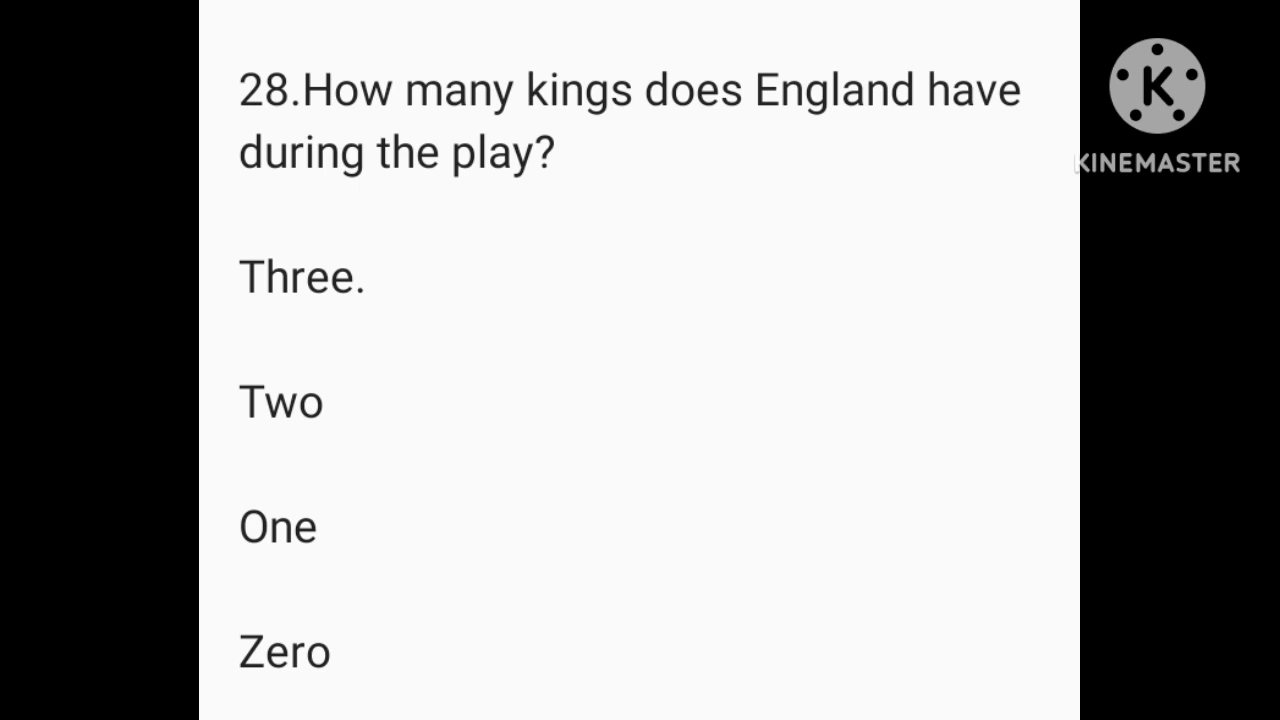 28.How many kings does England have
during the play?
Three.
Two
One
Zero
K
KINEMASTER